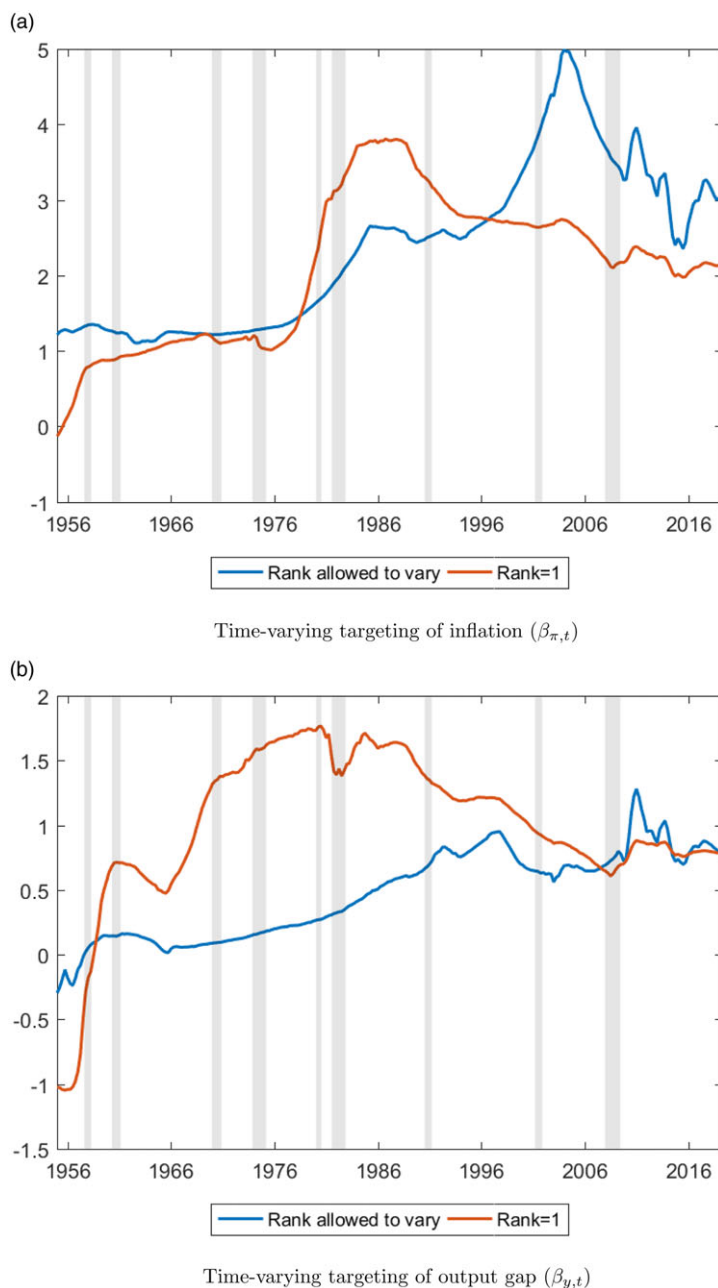 (a)
5
4
3
2
1
0
-1
1956 1966 1976 1986 1996 2006 2016
Rank allowed to vary Rank=1
Time-varying targeting of inflation (βπ,t)
(b)
2
1.5
1
0.5
0
-0.5
-1
-1.5
1956 1966 1976 1986 1996 2006 2016
Rank allowed to vary Rank=1
Time-varying targeting of output gap (βy,t)